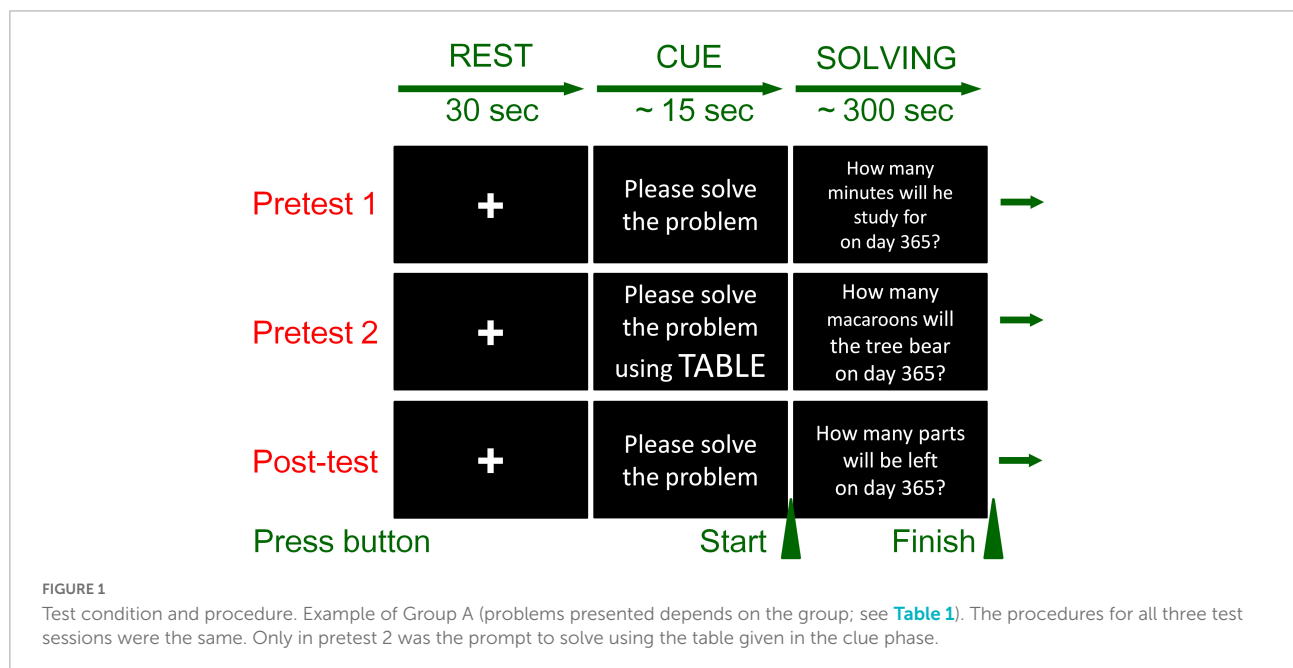 REST CUE SOLVING
30 sec ~ 15 sec ~ 300 sec
Pretest 1
+
Please solve
the problem
How many
minutes will he
study for
on day 365?
Pretest 2
+
Please solve
the problem
using TABLE
How many
macaroons will
the tree bear
on day 365?
Post-test
+
Please solve
the problem
How many parts
will be left
on day 365?
Press button Start Finish
FIGURE 1
Test condition and procedure. Example of Group A (problems presented depends on the group; see Table 1). The procedures for all three test
sessions were the same. Only in pretest 2 was the prompt to solve using the table given in the clue phase.